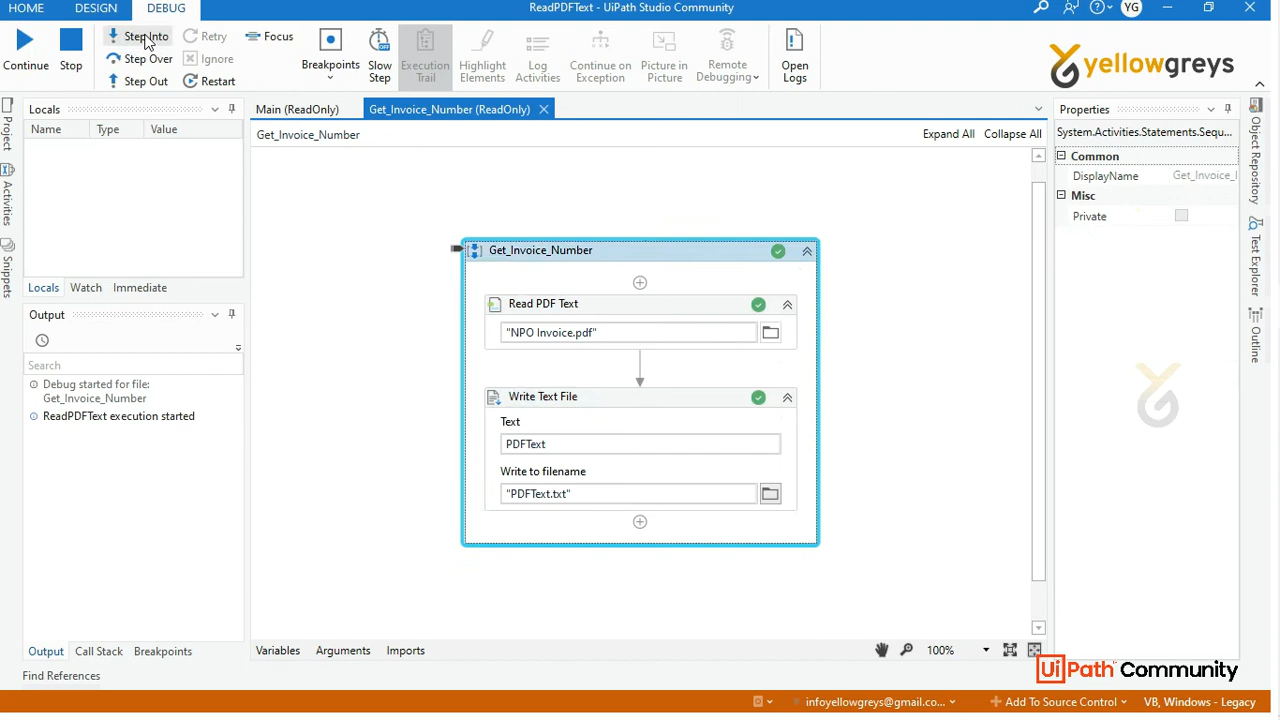 HOME DESIGN DEBUG ReadPDFText - UiPath Studio Community YG
Continue Stop Step Into Step Over Step Out Retry Ignore Restart Focus Breakpoints Slow Step Execution Trail Highlight Elements Log Activities Continue on Exception Picture in Picture Remote Debugging Open Logs
yellowgreys
Project
Activities
Snippets
Locals
Name Type Value
Locals Watch Immediate
Output
Search
Debug started for file:
Get_Invoice_Number
ReadPDFText execution started
Output Call Stack Breakpoints
Find References
Main (ReadOnly) Get_Invoice_Number (ReadOnly)
Get_Invoice_Number Expand All Collapse All
Get_Invoice_Number
Read PDF Text
"NPO Invoice.pdf"
Write Text File
Text
PDFText
Write to filename
"PDFText.txt"
Variables Arguments Imports 100%
Properties
System.Activities.Statements.Sequ...
Common
DisplayName Get_Invoice_I
Misc
Private
Object Repository
Test Explorer
Outline
UiPath Community
infoyellowgreys@gmail.co... Add To Source Control VB, Windows - Legacy